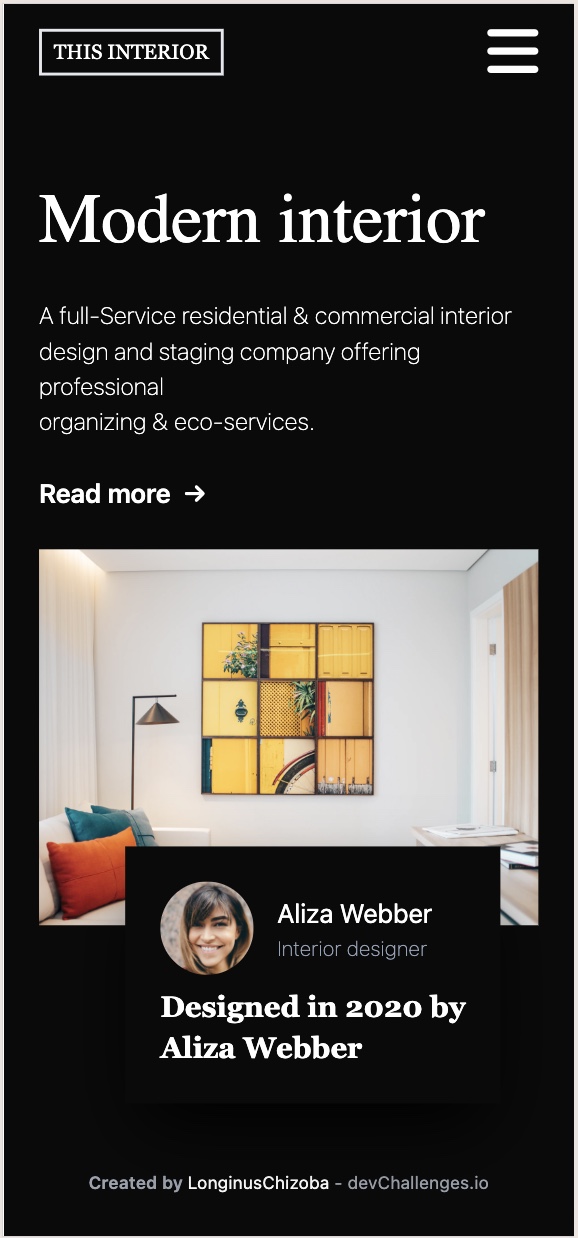 THIS INTERIOR
Modern interior
A full-Service residential & commercial interior
design and staging company offering
professional
organizing & eco-services.
Read more →
Aliza Webber
Interior designer
Designed in 2020 by
Aliza Webber
Created by LonginusChizoba - devChallenges.io